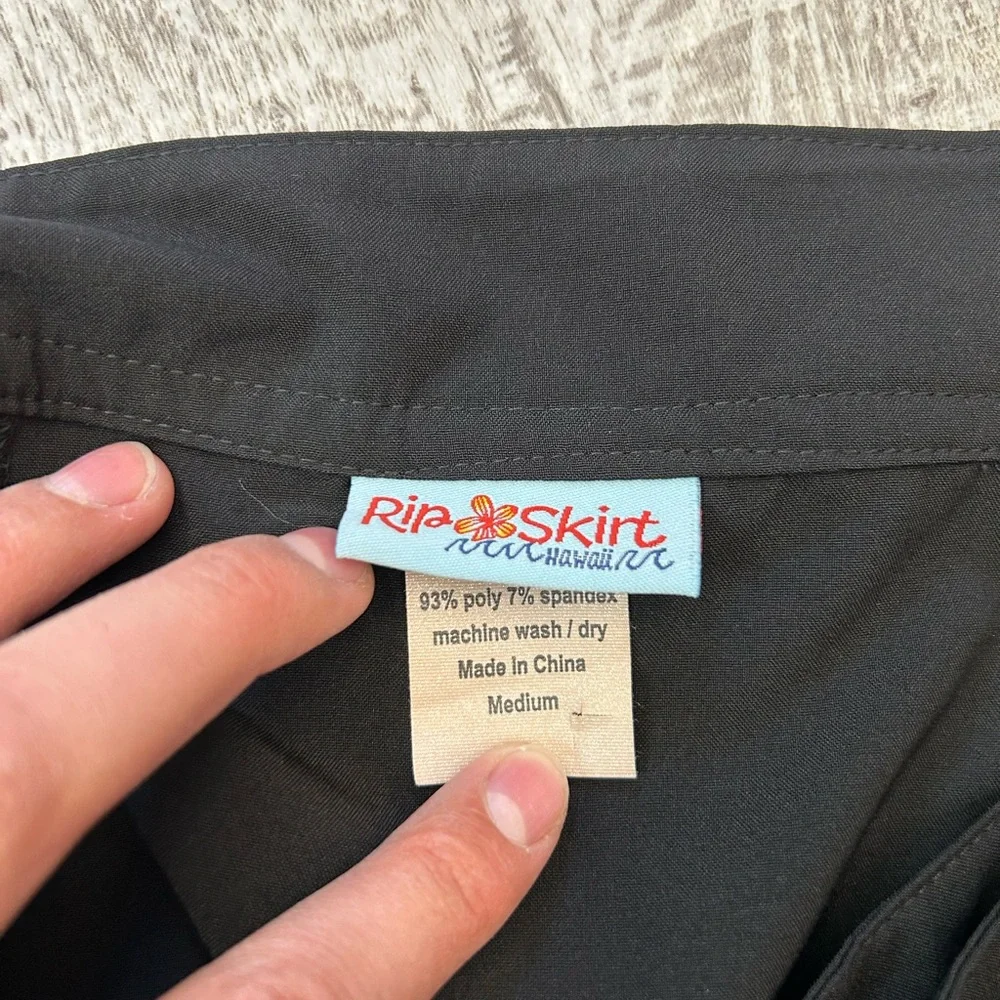 Rip Skirt
Hawaii
93% poly 7% spandex
machine wash / dry
Made In China
Medium